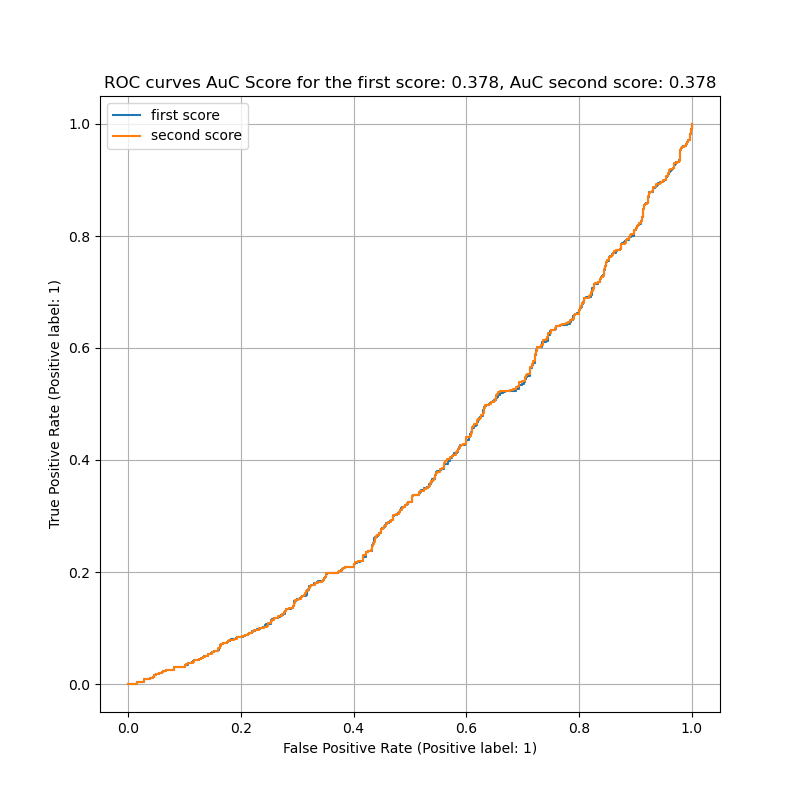 ROC curves AuC Score for the first score: 0.378, AuC second score: 0.378
first score
second score
1.0
0.8
0.6
0.4
0.2
0.0
True Positive Rate (Positive label: 1)
0.0 0.2 0.4 0.6 0.8 1.0
False Positive Rate (Positive label: 1)